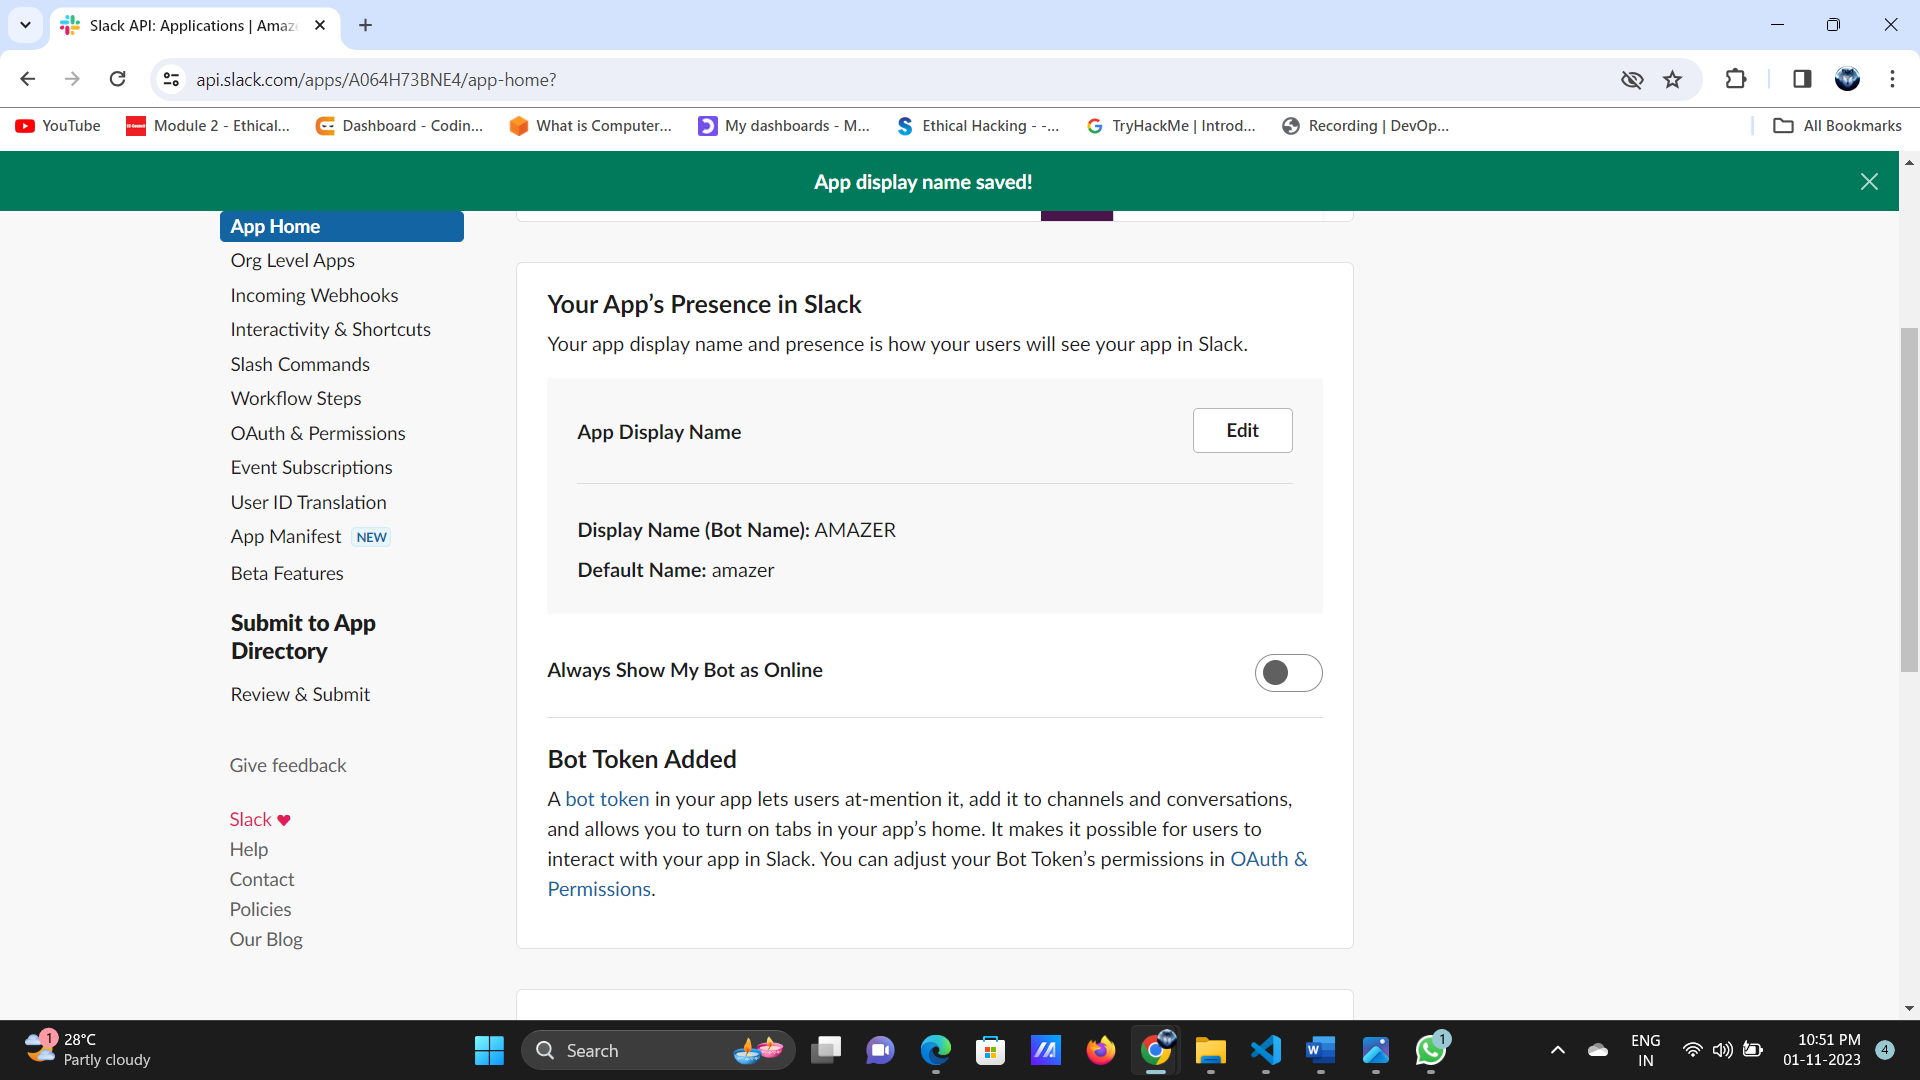 Slack API: Applications | Amaz
api.slack.com/apps/A064H73BNE4/app-home?
YouTube
Module 2 - Ethical...
Dashboard - Codin...
What is Computer...
My dashboards - M...
Ethical Hacking - -...
TryHackMe | Introd...
Recording | DevOp...
All Bookmarks
App display name saved!
App Home
Org Level Apps
Incoming Webhooks
Interactivity & Shortcuts
Slash Commands
Workflow Steps
OAuth & Permissions
Event Subscriptions
User ID Translation
App Manifest NEW
Beta Features
Submit to App
Directory
Review & Submit
Give feedback
Slack ♥
Help
Contact
Policies
Our Blog
Your App’s Presence in Slack
Your app display name and presence is how your users will see your app in Slack.
App Display Name
Edit
Display Name (Bot Name): AMAZER
Default Name: amazer
Always Show My Bot as Online
Bot Token Added
A bot token in your app lets users at-mention it, add it to channels and conversations,
and allows you to turn on tabs in your app’s home. It makes it possible for users to
interact with your app in Slack. You can adjust your Bot Token’s permissions in OAuth &
Permissions.
1
28°C
Partly cloudy
Search
1
ENG
IN
10:51 PM
01-11-2023
4